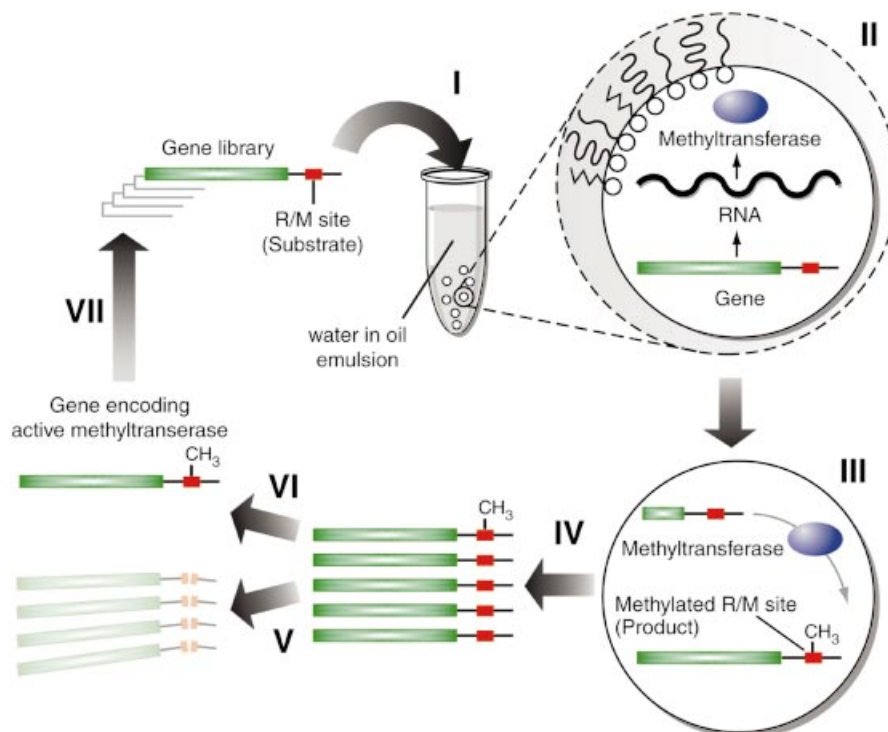 I
II
Gene library
R/M site
(Substrate)
Methyltransferase
RNA
Gene
water in oil
emulsion
VII
Gene encoding
active methyltranserase
CH3
VI
V
CH3
IV
III
Methyltransferase
Methylated R/M site
(Product)
CH3